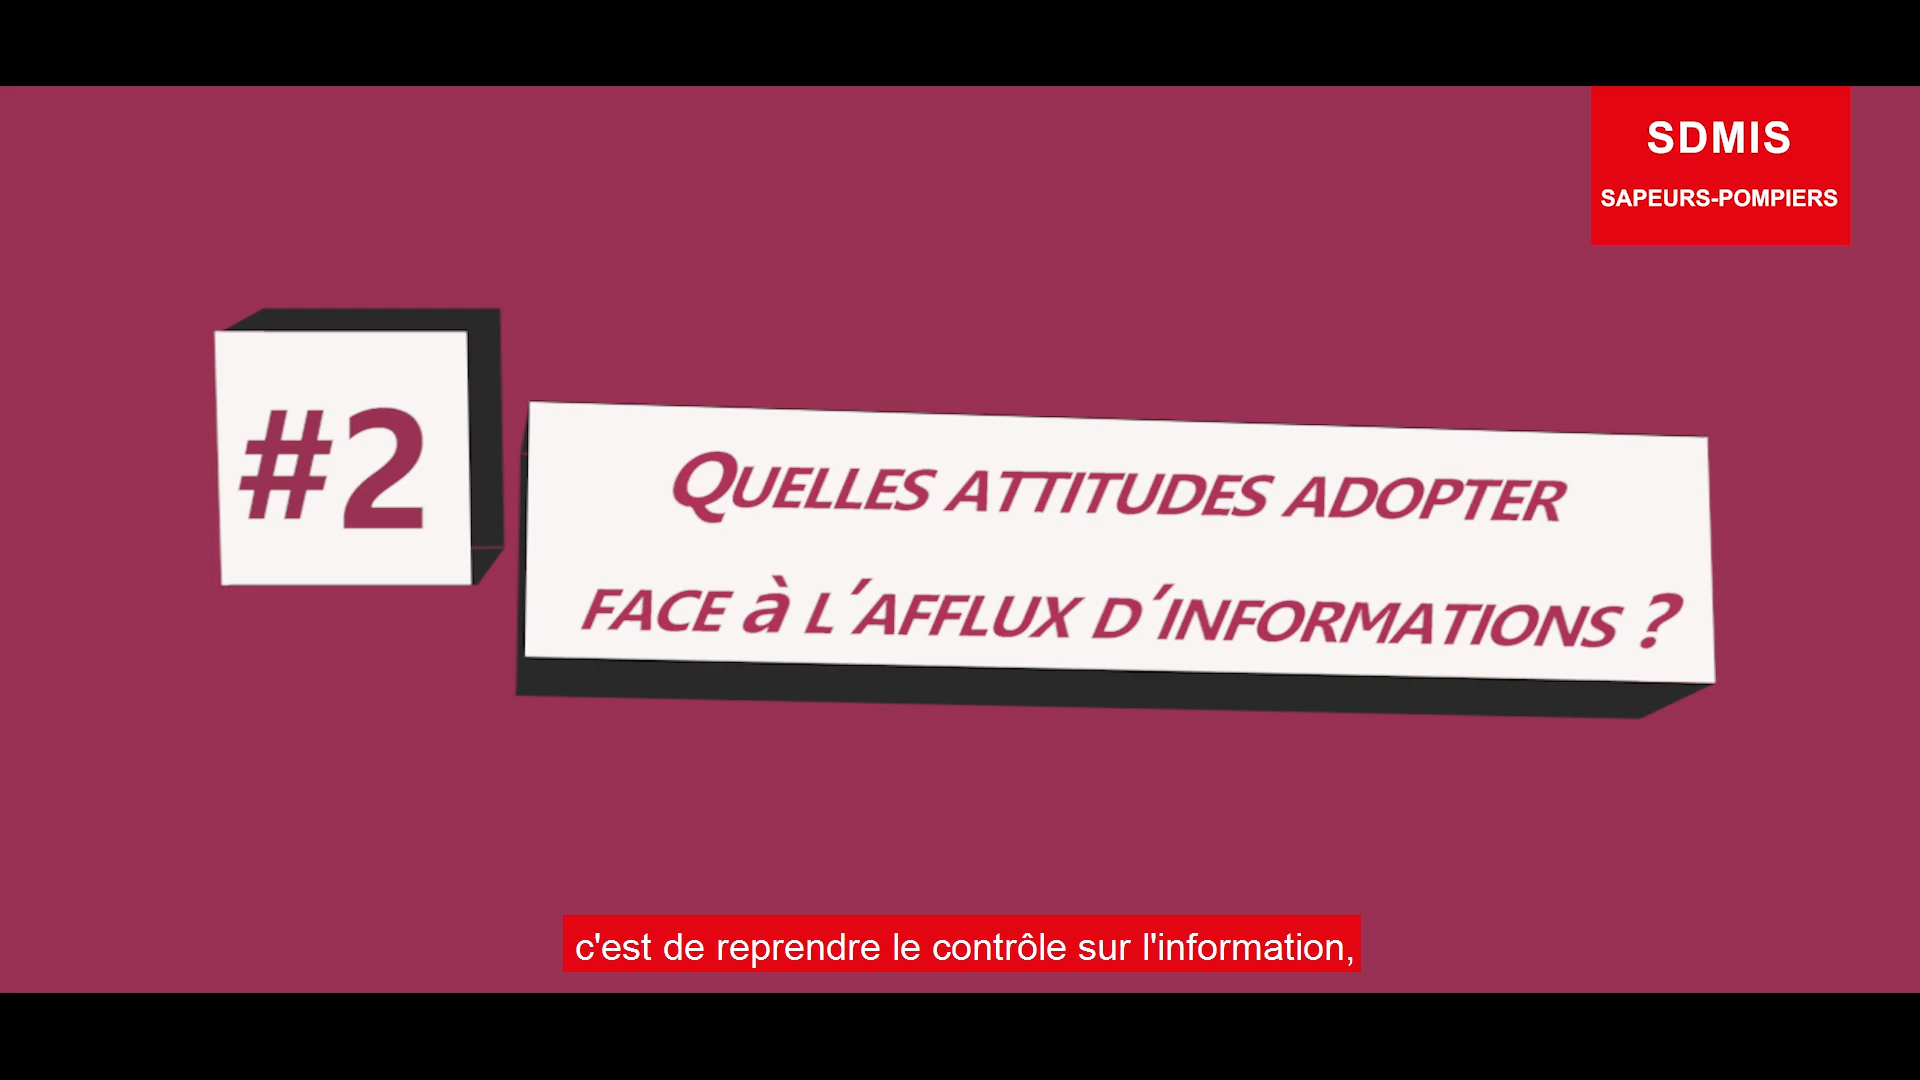 SDMIS
SAPEURS-POMPIERS
#2
QUELLES ATTITUDES ADOPTER
FACE à L'AFFLUX D'INFORMATIONS ?
c'est de reprendre le contrôle sur l'information,